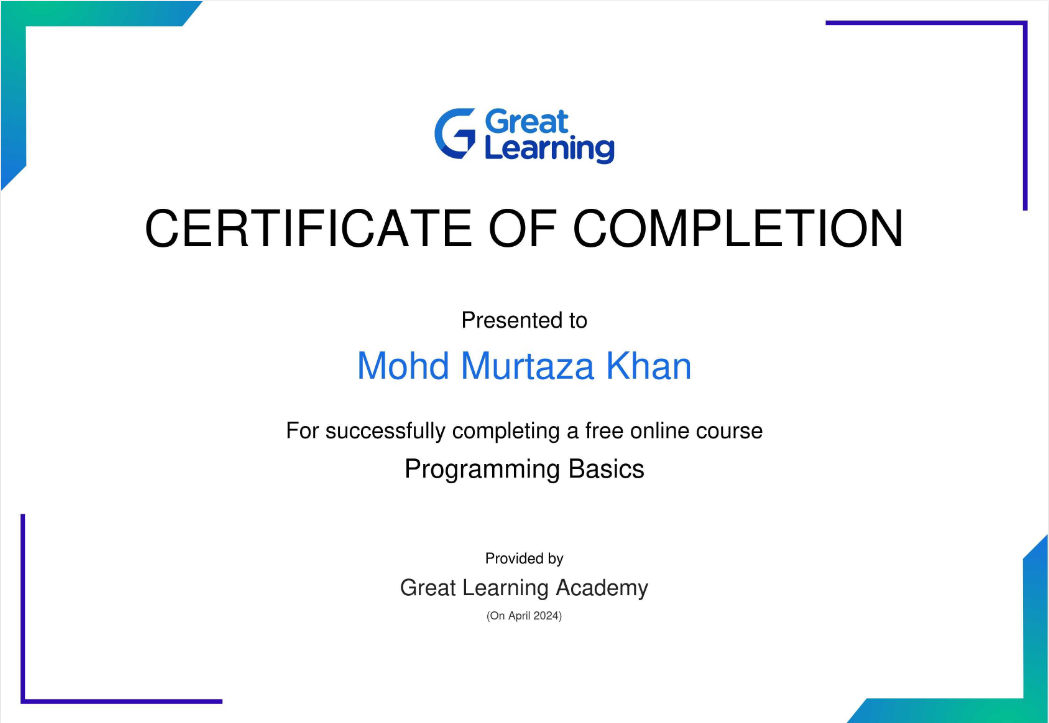 Great
Learning
CERTIFICATE OF COMPLETION
Presented to
Mohd Murtaza Khan
For successfully completing a free online course
Programming Basics
Provided by
Great Learning Academy
(On April 2024)